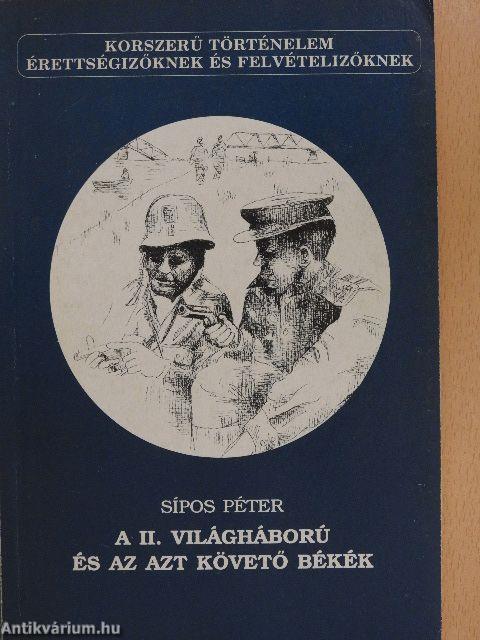 KORSZERŰ TÖRTÉNELEM
ÉRETTSÉGIZŐKNEK ÉS FELVÉTELIZŐKNEK
SÍPOS PÉTER
A II. VILÁGHÁBORÚ
ÉS AZ AZT KÖVETŐ BÉKÉK
Antikvárium.hu